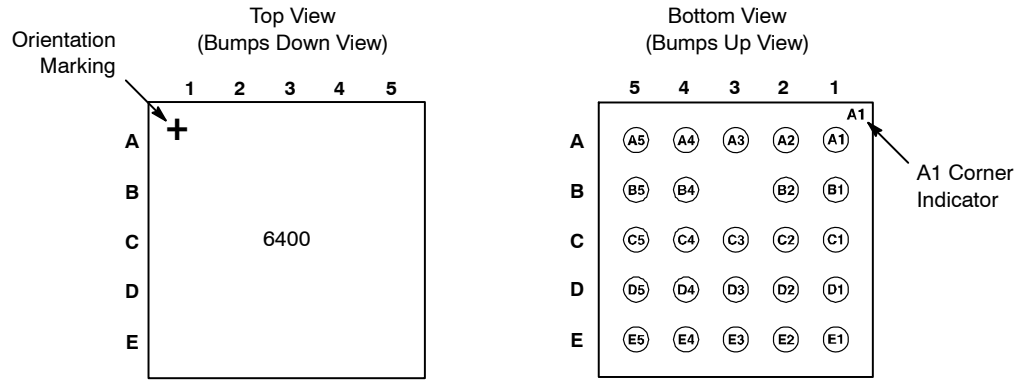 Top View
(Bumps Down View)
Orientation
Marking
1 2 3 4 5
+
A
B
C
D
E
6400
Bottom View
(Bumps Up View)
5 4 3 2 1
A1
A A5 A4 A3 A2 A1
B B5 B4 B2 B1
C C5 C4 C3 C2 C1
D D5 D4 D3 D2 D1
E E5 E4 E3 E2 E1
A1 Corner
Indicator